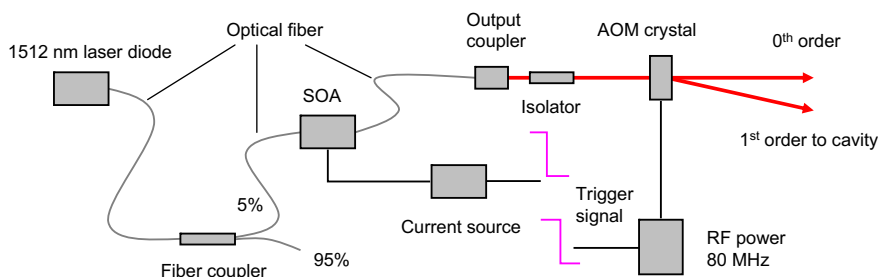 1512 nm laser diode
Optical fiber
Output
coupler
AOM crystal
0th order
SOA
Isolator
1st order to cavity
5%
Current source
Trigger
signal
RF power
80 MHz
95%
Fiber coupler